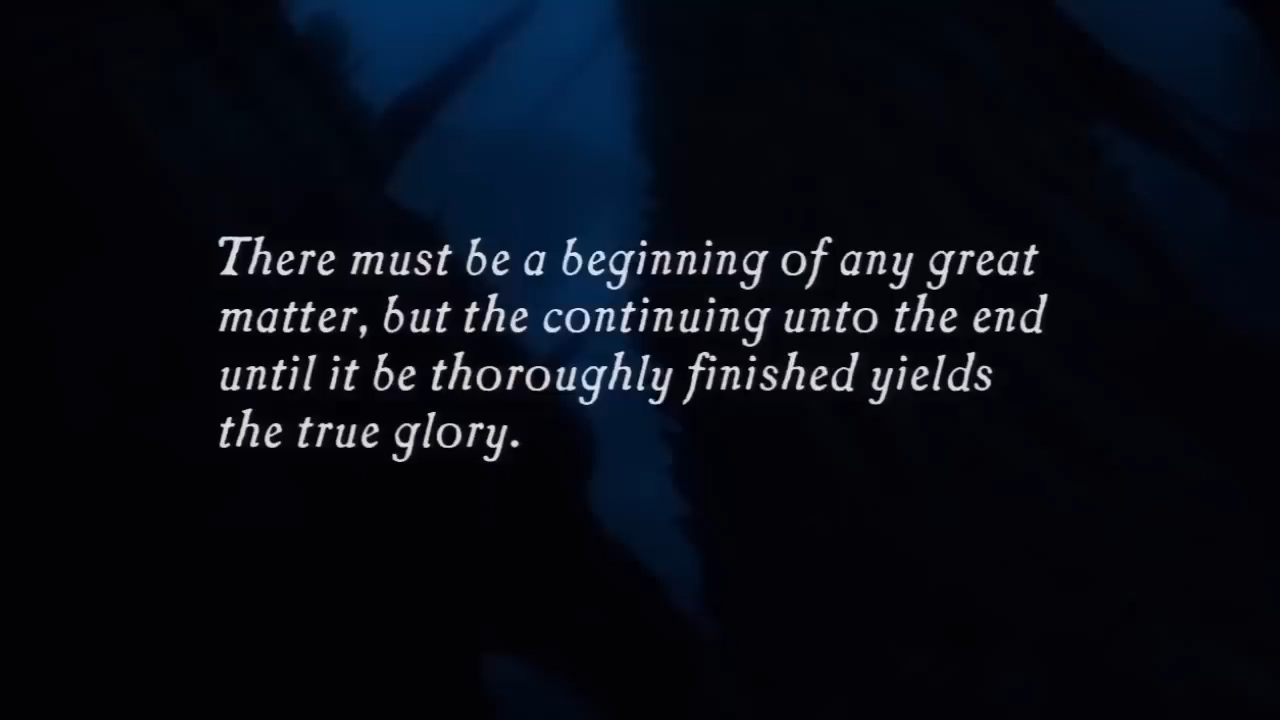 There must be a beginning of any great
matter, but the continuing unto the end
until it be thoroughly finished yields
the true glory.